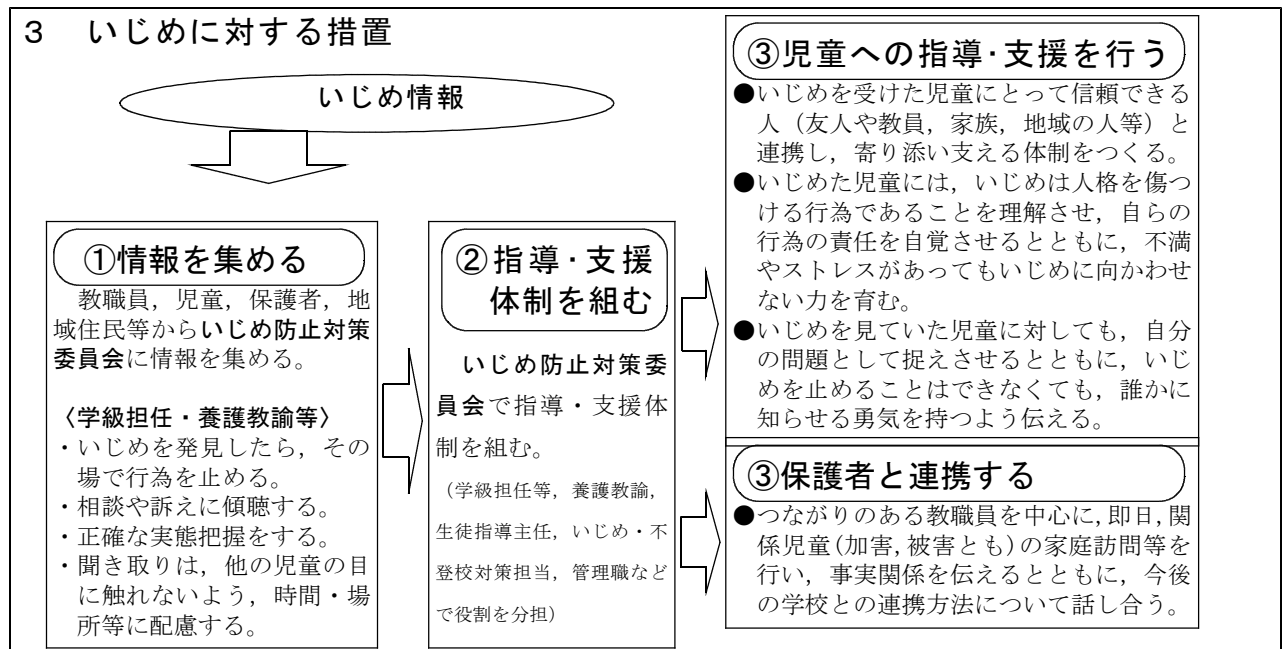 ３　いじめに対する措置
いじめ情報
①情報を集める
教職員，児童，保護者，地
域住民等からいじめ防止対策
委員会に情報を集める。
〈学級担任・養護教諭等〉
・いじめを発見したら，その
場で行為を止める。
・相談や訴えに傾聴する。
・正確な実態把握をする。
・聞き取りは，他の児童の目
に触れないよう，時間・場
所等に配慮する。
②指導・支援
体制を組む
いじめ防止対策委
員会で指導・支援体
制を組む。
（学級担任等，養護教諭，
生徒指導主任，いじめ・不
登校対策担当，管理職など
で役割を分担）
③児童への指導・支援を行う
●いじめを受けた児童にとって信頼できる
人（友人や教員，家族，地域の人等）と
連携し，寄り添い支える体制をつくる。
●いじめた児童には，いじめは人格を傷つ
ける行為であることを理解させ，自らの
行為の責任を自覚させるとともに，不満
やストレスがあってもいじめに向かわせ
ない力を育む。
●いじめを見ていた児童に対しても，自分
の問題として捉えさせるとともに，いじ
めを止めることはできなくても，誰かに
知らせる勇気を持つよう伝える。
③保護者と連携する
●つながりのある教職員を中心に，即日，関
係児童（加害，被害とも）の家庭訪問等を
行い，事実関係を伝えるとともに，今後
の学校との連携方法について話し合う。